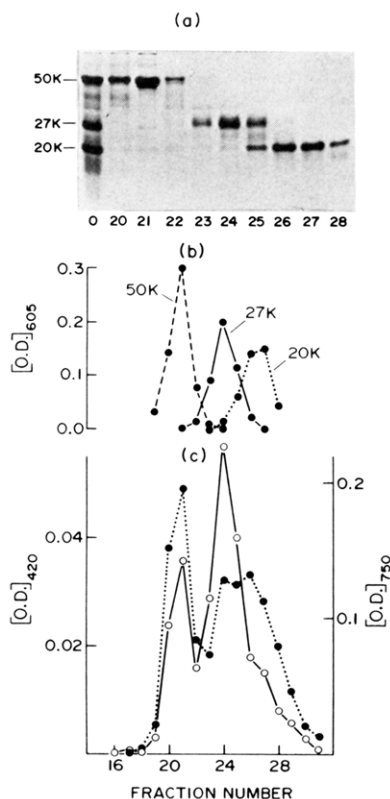 (a)
50K
27K
20K
0 20 21 22 23 24 25 26 27 28
(b)
0.3
0.2
0.1
0.0
[O.D.]605
50K
27K
20K
(c)
0.04
0.02
[O.D.]420
0.2
0.1
[O.D.]750
16 20 24 28
FRACTION NUMBER